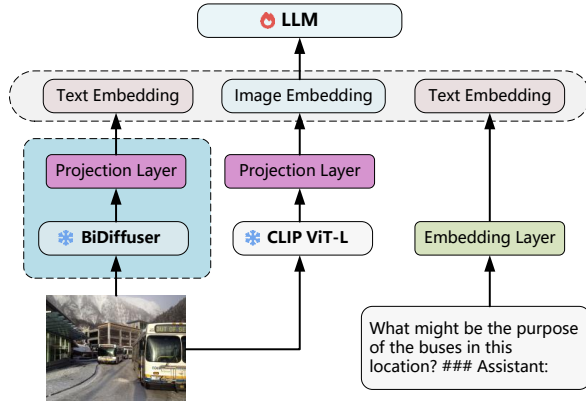 LLM
Text Embedding
Image Embedding
Text Embedding
Projection Layer
Projection Layer
BiDiffuser
CLIP ViT-L
Embedding Layer
What might be the purpose
of the buses in this
location? ### Assistant: